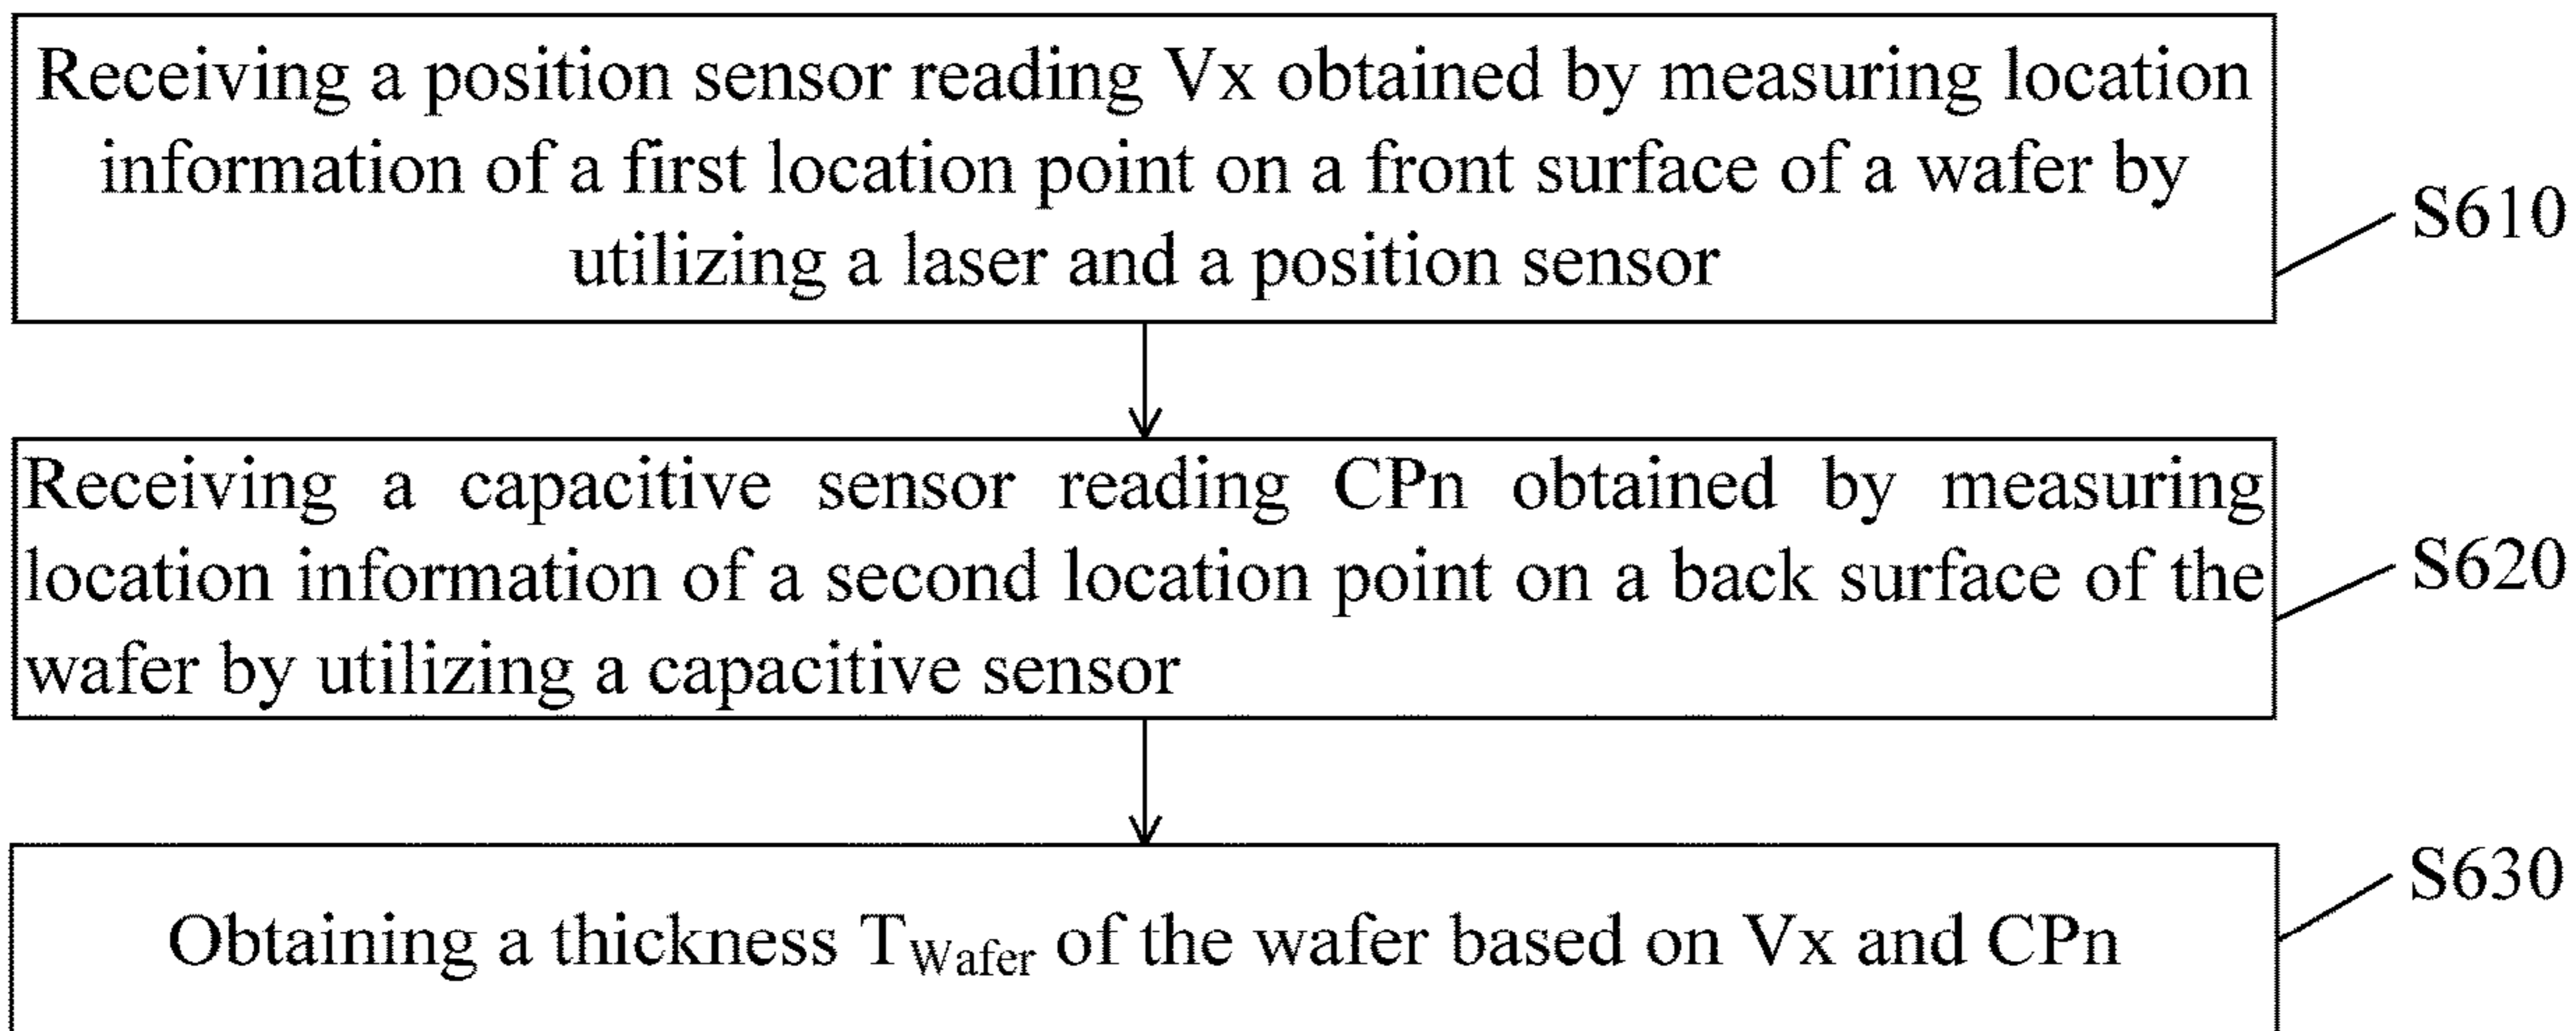 Receiving a position sensor reading Vx obtained by measuring location
information of a first location point on a front surface of a wafer by
utilizing a laser and a position sensor
S610
Receiving a capacitive sensor reading CPn obtained by measuring
location information of a second location point on a back surface of the
wafer by utilizing a capacitive sensor
S620
Obtaining a thickness TWafer of the wafer based on Vx and CPn
S630